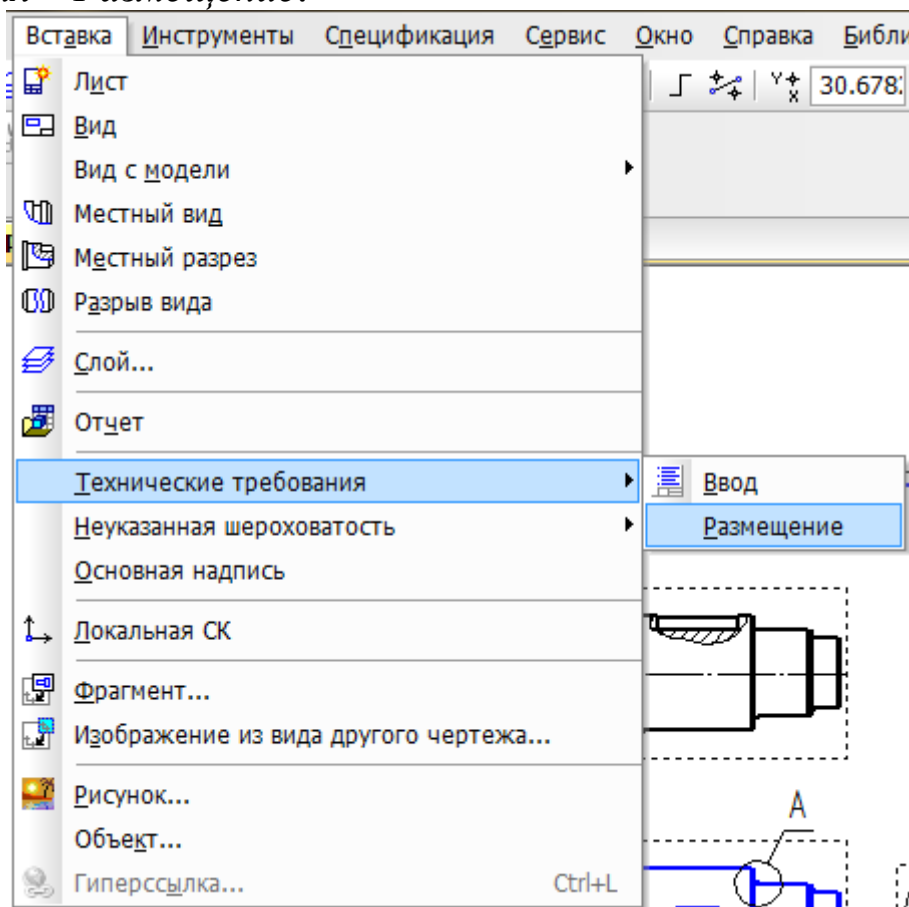 Размещение.
Вставка Инструменты Спецификация Сервис Окно Справка
Лист
30.678
Вид
Вид с модели
Местный вид
Местный разрез
Разрыв вида
Слой...
Отчет
Технические требования
Ввод
Неуказанная шероховатость
Размещение
Основная надпись
Локальная СК
Фрагмент...
Изображение из вида другого чертежа...
Рисунок...
А
Объект...
Гиперссылка... Ctrl+L